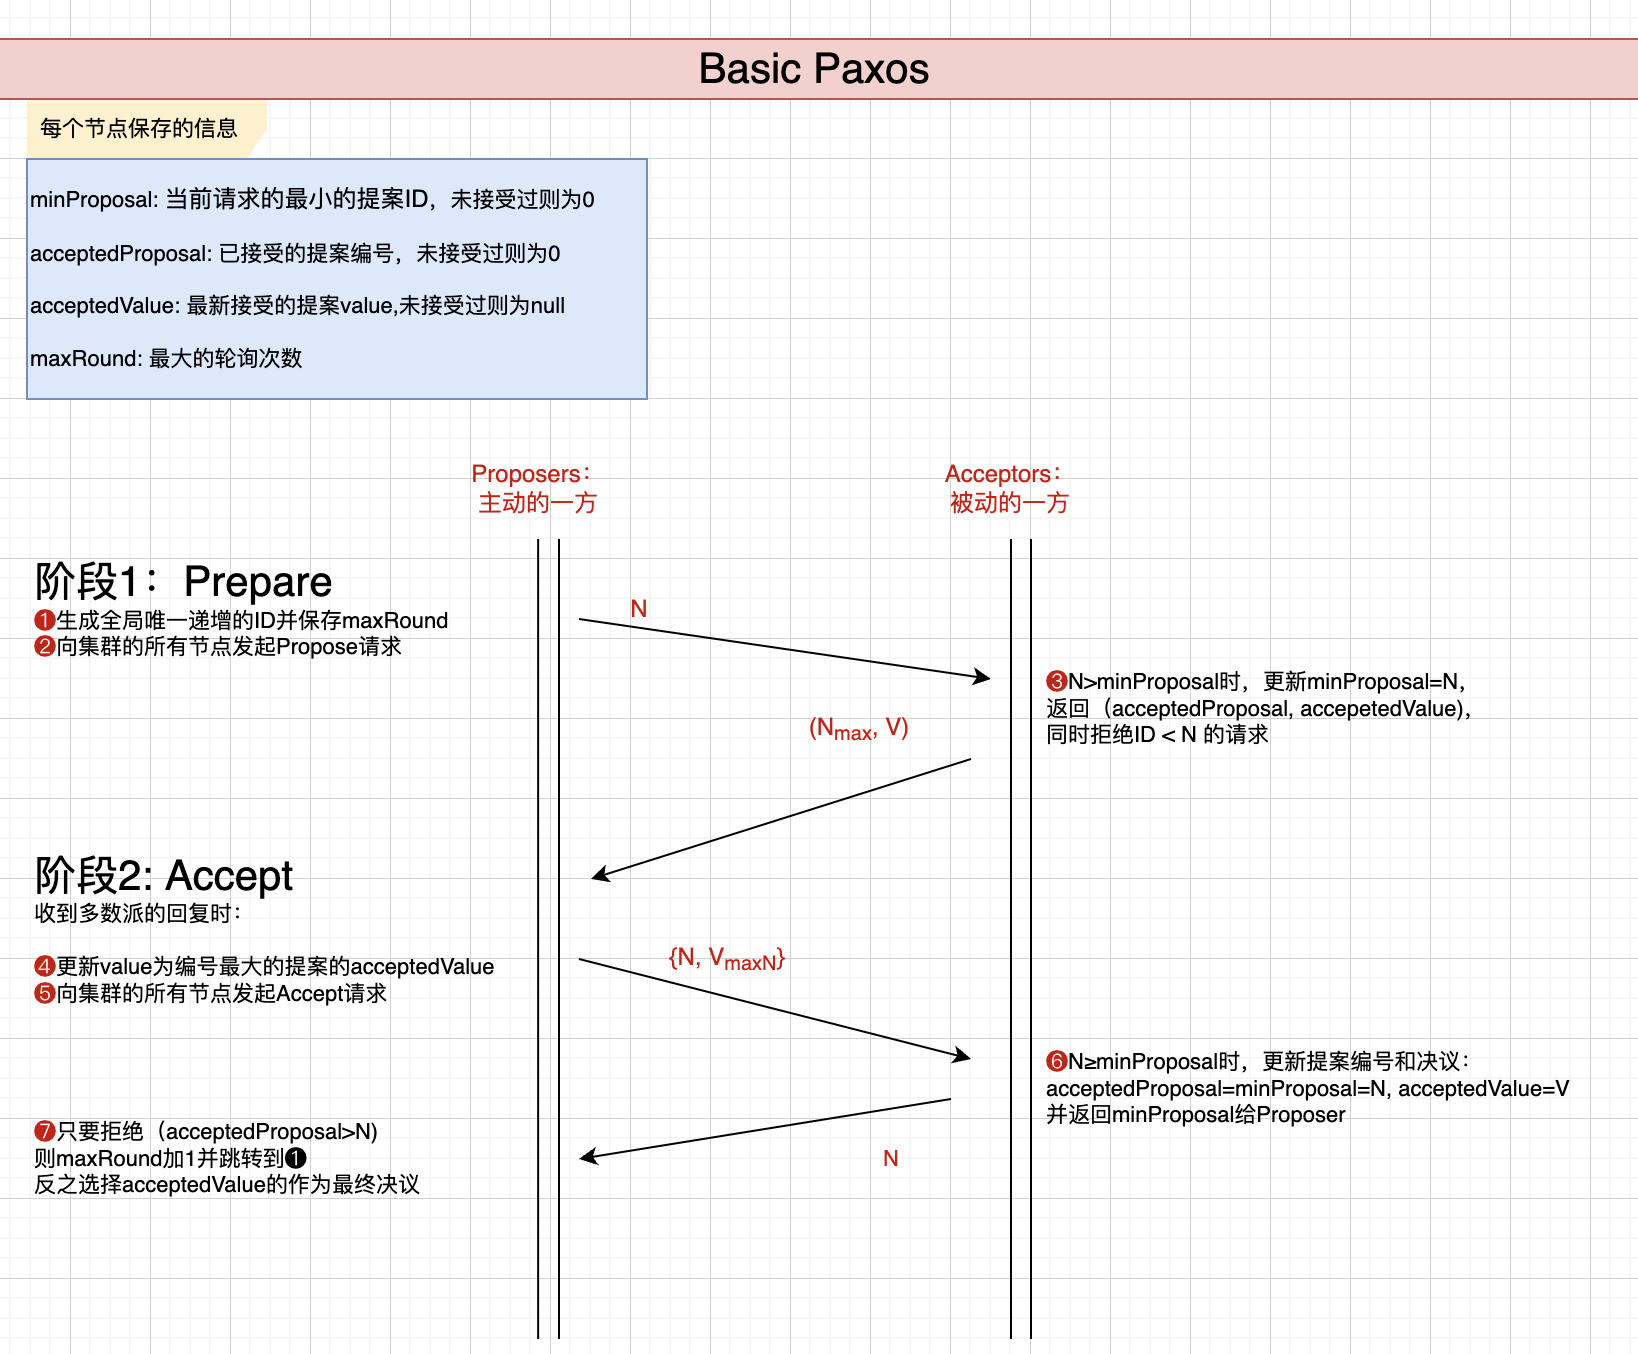 Basic Paxos
每个节点保存的信息
minProposal: 当前请求的最小的提案ID，未接受过则为0
acceptedProposal: 已接受的提案编号，未接受过则为0
acceptedValue: 最新接受的提案value,未接受过则为null
maxRound: 最大的轮询次数
Proposers：
主动的一方
Acceptors：
被动的一方
阶段1：Prepare
❶生成全局唯一递增的ID并保存maxRound
❷向集群的所有节点发起Propose请求
N
❸N>minProposal时，更新minProposal=N，
返回（acceptedProposal, accepetedValue)，
同时拒绝ID < N 的请求
(Nmax, V)
阶段2: Accept
收到多数派的回复时：
❹更新value为编号最大的提案的acceptedValue
❺向集群的所有节点发起Accept请求
{N, VmaxN}
❻N≥minProposal时，更新提案编号和决议：
acceptedProposal=minProposal=N, acceptedValue=V
并返回minProposal给Proposer
❼只要拒绝（acceptedProposal>N)
则maxRound加1并跳转到❶
反之选择acceptedValue的作为最终决议
N